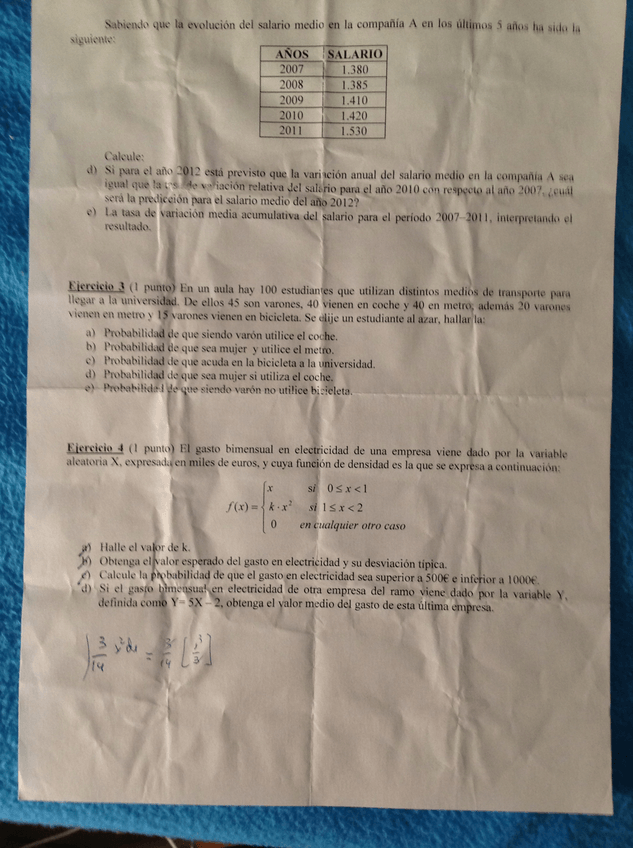 Sabiendo que la evolución del salario medio en la compañía A en los últimos 5 años ha sido la
siguiente:
AÑOS SALARIO
2007 1.380
2008 1.385
2009 1.410
2010 1.420
2011 1.530
Calcule:
d) Si para el año 2012 está previsto que la variación anual del salario medio en la compañía A sea
igual que la tasa de variación relativa del salario para el año 2010 con respecto al año 2007, ¿cuál
será la predicción para el salario medio del año 2012?
e) La tasa de variación media acumulativa del salario para el período 2007-2011, interpretando el
resultado.
Ejercicio 3 (1 punto) En un aula hay 100 estudiantes que utilizan distintos medios de transporte para
llegar a la universidad. De ellos 45 son varones, 40 vienen en coche y 40 en metro; además 20 varones
vienen en metro y 15 varones vienen en bicicleta. Se elije un estudiante al azar, hallar la:
a) Probabilidad de que siendo varón utilice el coche.
b) Probabilidad de que sea mujer y utilice el metro.
c) Probabilidad de que acuda en la bicicleta a la universidad.
d) Probabilidad de que sea mujer si utiliza el coche.
e) Probabilidad de que siendo varón no utilice bicicleta.
Ejercicio 4 (1 punto) El gasto bimensual en electricidad de una empresa viene dado por la variable
aleatoria X, expresada en miles de euros, y cuya función de densidad es la que se expresa a continuación:
x si 0 ≤ x < 1
f(x) = { k · x² si 1 ≤ x < 2
0 en cualquier otro caso
a) Halle el valor de k.
b) Obtenga el valor esperado del gasto en electricidad y su desviación típica.
c) Calcule la probabilidad de que el gasto en electricidad sea superior a 500€ e inferior a 1000€.
d) Si el gasto bimensual en electricidad de otra empresa del ramo viene dado por la variable Y,
definida como Y= 5X – 2, obtenga el valor medio del gasto de esta última empresa.
∫ 3/14 x² dx = 3/14 [x³/3]